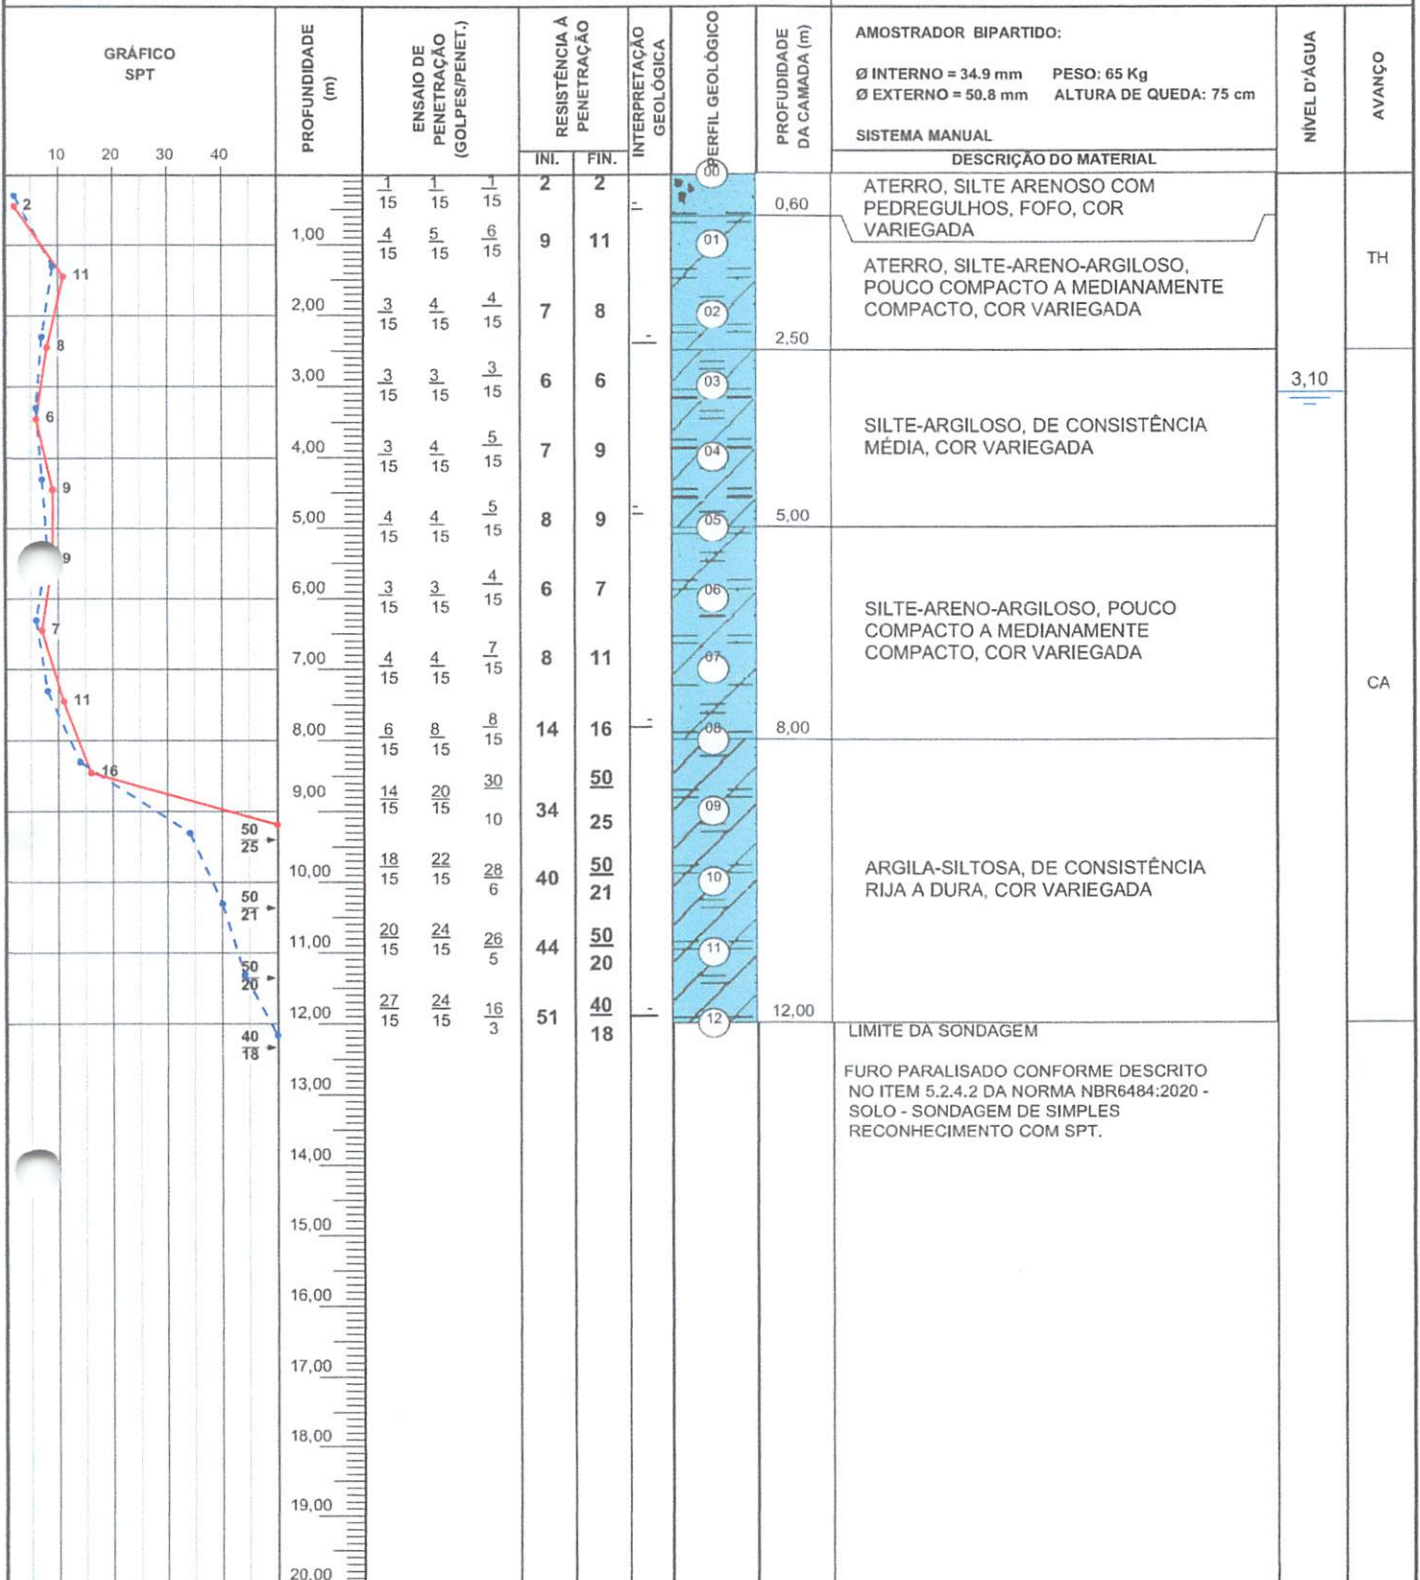 GRÁFICO
SPT
10 20 30 40
PROFUNDIDADE
(m)
ENSAIO DE
PENETRAÇÃO
(GOLPES/PENET.)
RESISTÊNCIA À
PENETRAÇÃO
INI. FIN.
INTERPRETAÇÃO
GEOLÓGICA
PERFIL GEOLÓGICO
PROFUDIDADE
DA CAMADA (m)
AMOSTRADOR BIPARTIDO:
Ø INTERNO = 34.9 mm PESO: 65 Kg
Ø EXTERNO = 50.8 mm ALTURA DE QUEDA: 75 cm
SISTEMA MANUAL
DESCRIÇÃO DO MATERIAL
NÍVEL D'ÁGUA
AVANÇO
2
11
8
6
9
9
7
11
16
50
25
50
21
50
20
40
18
1,00
2,00
3,00
4,00
5,00
6,00
7,00
8,00
9,00
10,00
11,00
12,00
13,00
14,00
15,00
16,00
17,00
18,00
19,00
20,00
1 1 1
15 15 15
2 2
4 5 6
15 15 15
9 11
3 4 4
15 15 15
7 8
3 3 3
15 15 15
6 6
3 4 5
15 15 15
7 9
4 4 5
15 15 15
8 9
3 3 4
15 15 15
6 7
4 4 7
15 15 15
8 11
6 8 8
15 15 15
14 16
14 20 30
15 15 10
34 50
25
18 22 28
15 15 6
40 50
21
20 24 26
15 15 5
44 50
20
27 24 16
15 15 3
51 40
18
00
01
02
03
04
05
06
07
08
09
10
11
12
0,60
2,50
5,00
8,00
12,00
ATERRO, SILTE ARENOSO COM
PEDREGULHOS, FOFO, COR
VARIEGADA
ATERRO, SILTE-ARENO-ARGILOSO,
POUCO COMPACTO A MEDIANAMENTE
COMPACTO, COR VARIEGADA
SILTE-ARGILOSO, DE CONSISTÊNCIA
MÉDIA, COR VARIEGADA
SILTE-ARENO-ARGILOSO, POUCO
COMPACTO A MEDIANAMENTE
COMPACTO, COR VARIEGADA
ARGILA-SILTOSA, DE CONSISTÊNCIA
RIJA A DURA, COR VARIEGADA
LIMITE DA SONDAGEM
FURO PARALISADO CONFORME DESCRITO
NO ITEM 5.2.4.2 DA NORMA NBR6484:2020 -
SOLO - SONDAGEM DE SIMPLES
RECONHECIMENTO COM SPT.
3,10
TH
CA